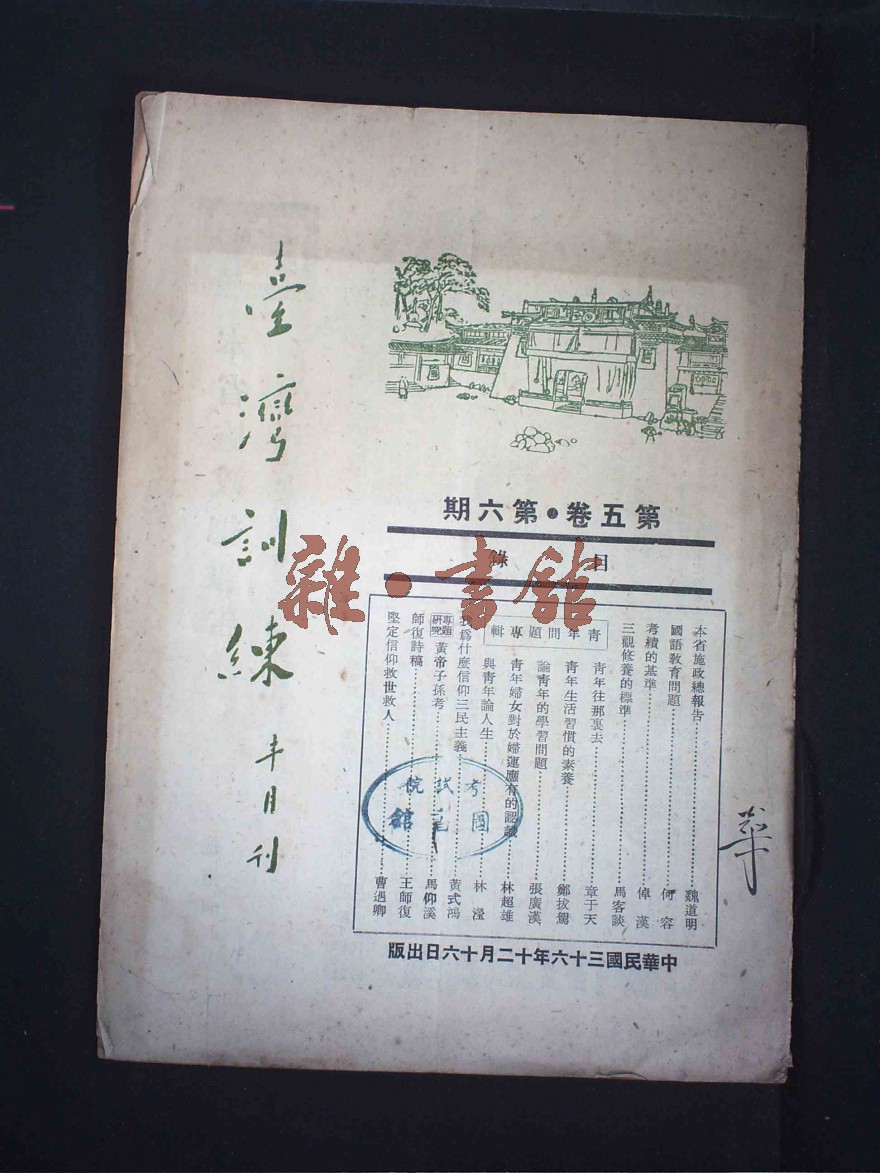 臺灣訓練半月刊
第五卷·第六期
目錄
本省施政總報告 魏道明
國語教育問題 何容
考績的基準 倬漢
三觀修養的標準 馬客談
青年問題專輯
青年往那裏去 章于天
青年生活習慣的素養 鄭拔駕
論青年的學習問題 張廣漢
青年婦女對於婦運應有的認識 林超雄
與青年論人生 林瀅
我爲什麼信仰三民主義 黃式鴻
專題研究 黃帝子孫考 馬仰溪
師復詩稿 王師復
堅定信仰救世救人 曹遇卿
中華民國三十六年十二月十六日出版
考試院
圖書館
雜·書館